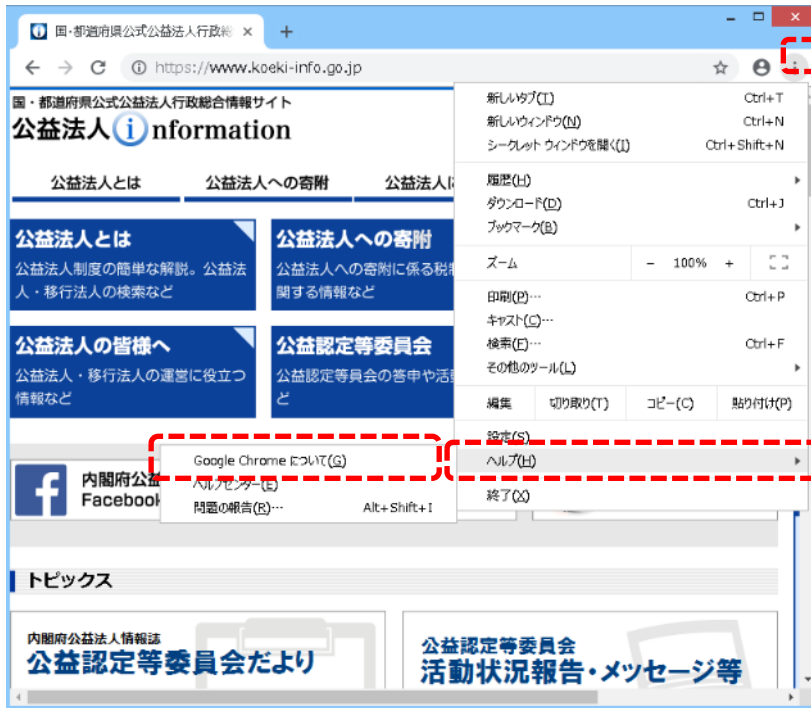 国・都道府県公式公益法人行政総
https://www.koeki-info.go.jp
国・都道府県公式公益法人行政総合情報サイト
公益法人 information
公益法人とは 公益法人への寄附 公益法人に
公益法人とは
公益法人制度の簡単な解説。公益法
人・移行法人の検索など
公益法人への寄附
公益法人への寄附に係る税
関する情報など
公益法人の皆様へ
公益法人・移行法人の運営に役立つ
情報など
公益認定等委員会
公益認定等員会の答申や活
ど
内閣府公益
Facebook
トピックス
内閣府公益法人情報誌
公益認定等委員会だより
公益認定等委員会
活動状況報告・メッセージ等
新しいタブ(T) Ctrl+T
新しいウィンドウ(N) Ctrl+N
シークレット ウィンドウを開く(I) Ctrl+Shift+N
履歴(H)
ダウンロード(D) Ctrl+J
ブックマーク(B)
ズーム - 100% +
印刷(P)… Ctrl+P
キャスト(C)…
検索(F)… Ctrl+F
その他のツール(L)
編集 切り取り(T) コピー(C) 貼り付け(P)
設定(S)
ヘルプ(H)
終了(X)
Google Chrome について(G)
ヘルプセンター(E)
問題の報告(R)… Alt+Shift+I